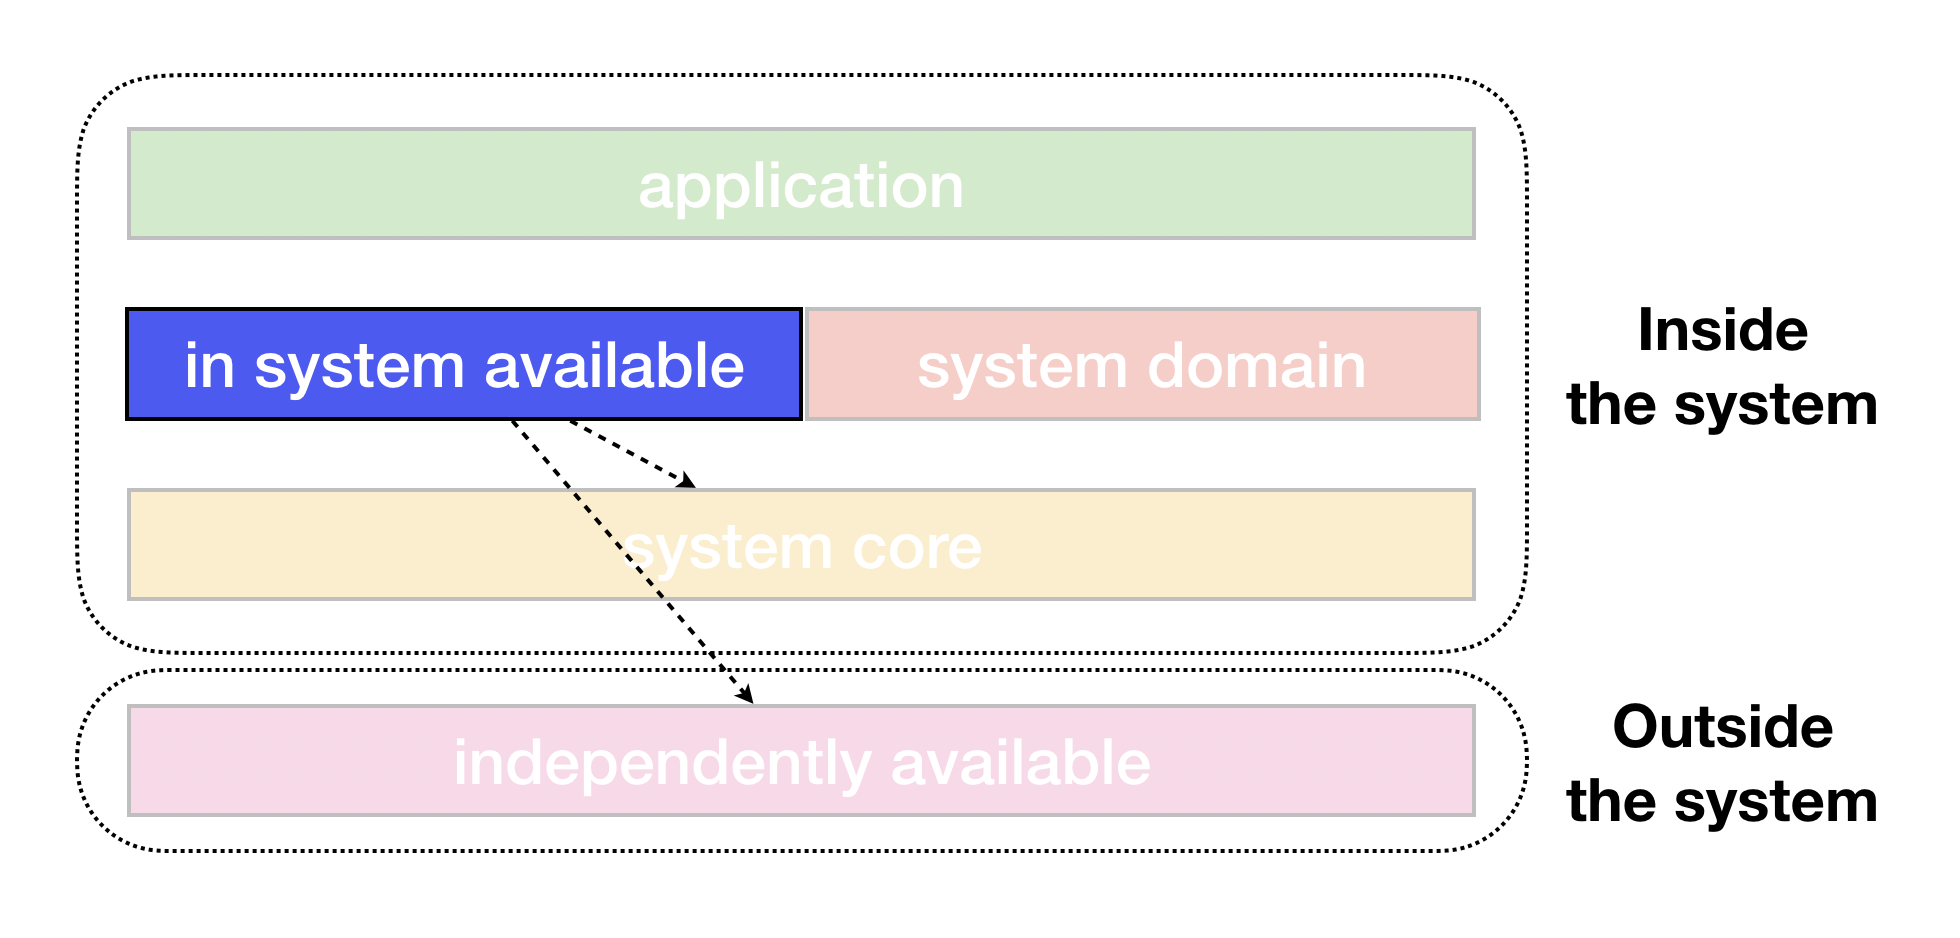 application
in system available
system domain
Inside
the system
system core
independently available
Outside
the system